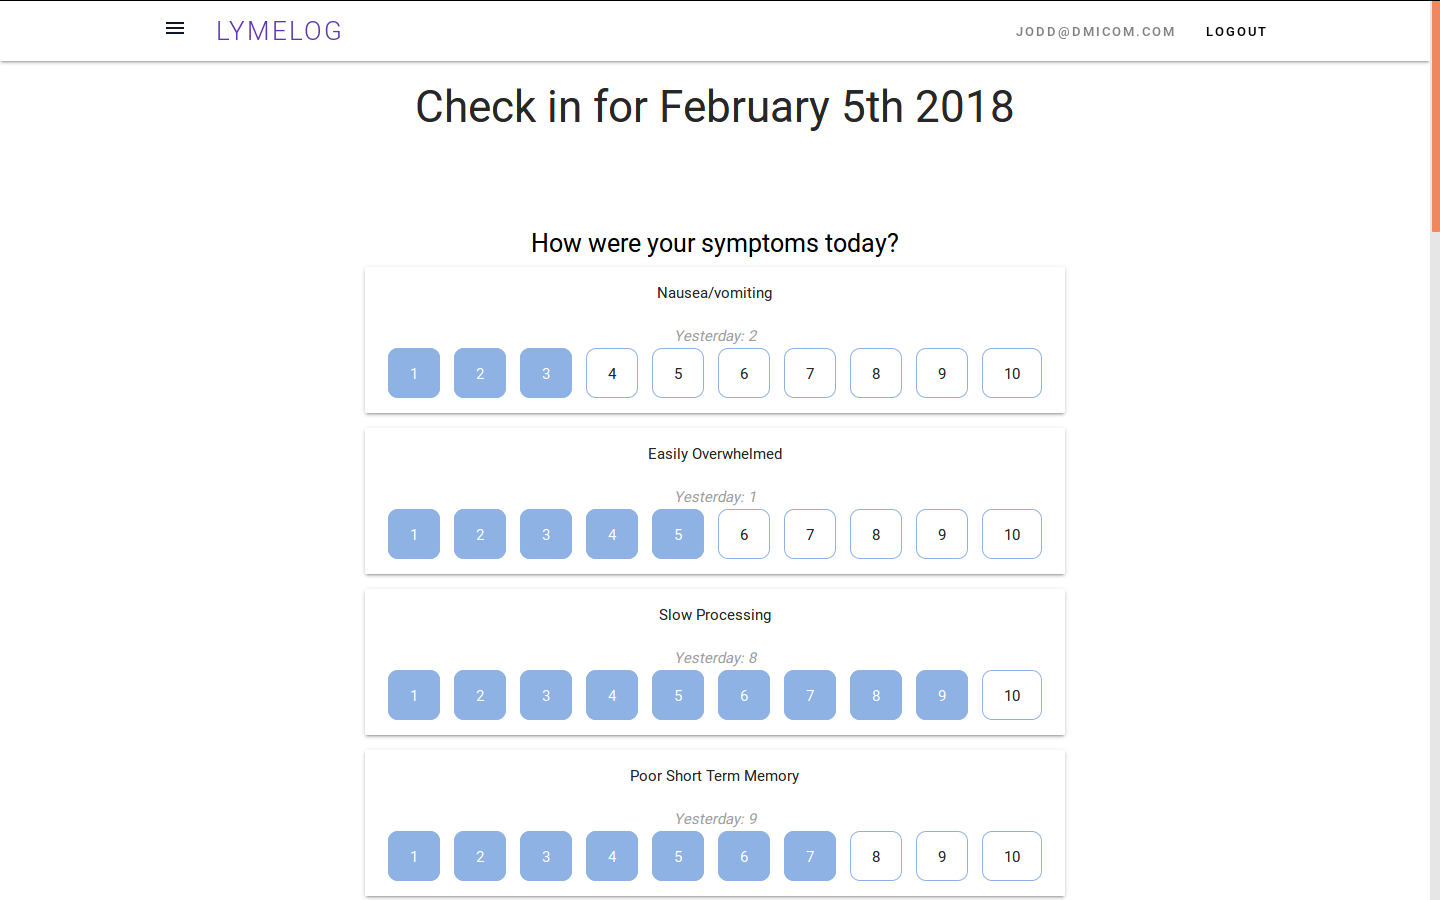 LYMELOG
JODD@DMICOM.COM LOGOUT
Check in for February 5th 2018
How were your symptoms today?
Nausea/vomiting
Yesterday: 2
1 2 3 4 5 6 7 8 9 10
Easily Overwhelmed
Yesterday: 1
1 2 3 4 5 6 7 8 9 10
Slow Processing
Yesterday: 8
1 2 3 4 5 6 7 8 9 10
Poor Short Term Memory
Yesterday: 9
1 2 3 4 5 6 7 8 9 10